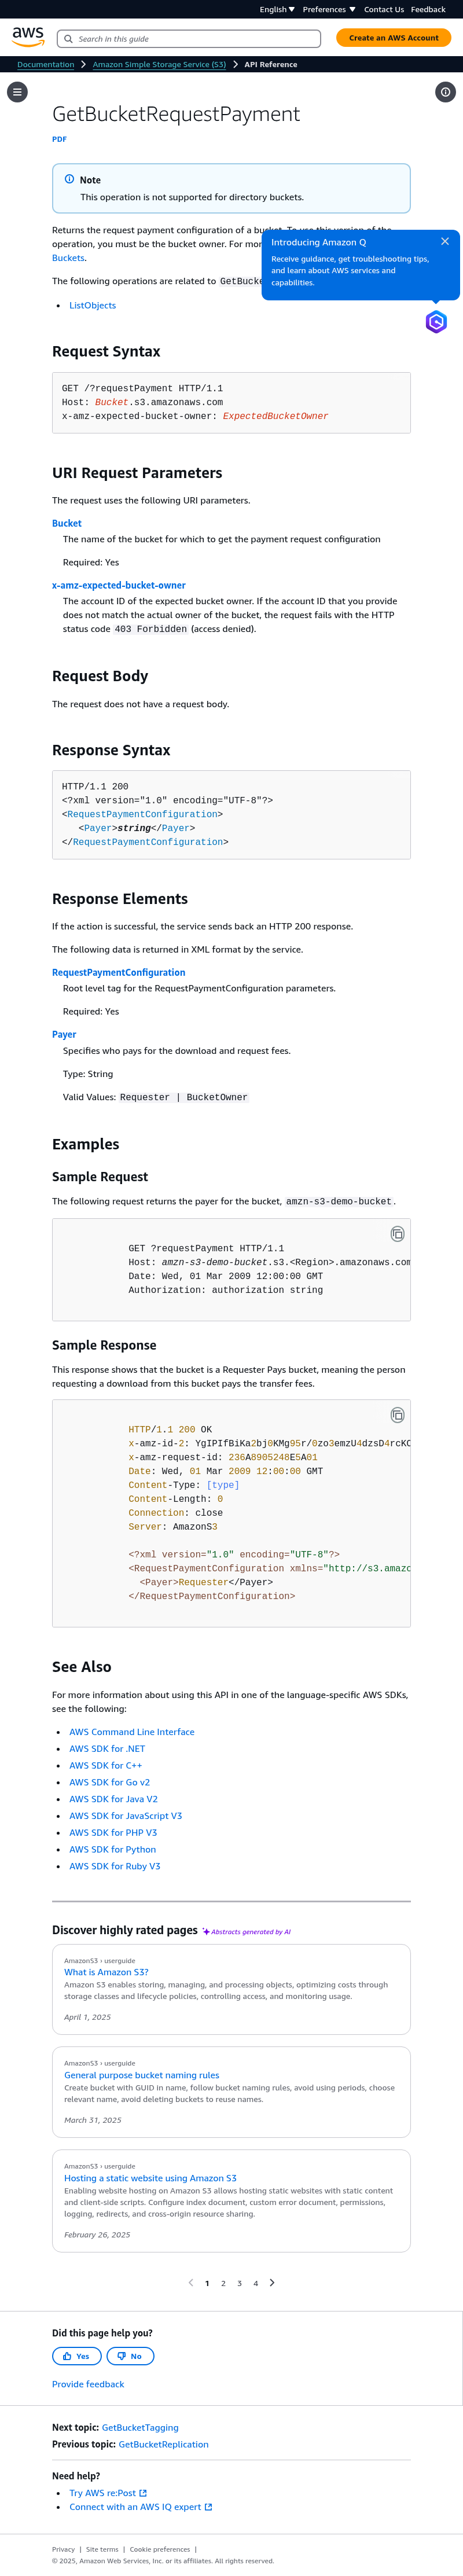 English Preferences Contact Us Feedback
aws
Search in this guide
Create an AWS Account
Documentation Amazon Simple Storage Service (S3) API Reference
GetBucketRequestPayment
PDF
Note
This operation is not supported for directory buckets.
Returns the request payment configuration of a bucket. To use this version of the
operation, you must be the bucket owner. For mor
Buckets.
The following operations are related to GetBucke
Introducing Amazon Q
Receive guidance, get troubleshooting tips,
and learn about AWS services and
capabilities.
• ListObjects
Request Syntax
GET /?requestPayment HTTP/1.1
Host: Bucket.s3.amazonaws.com
x-amz-expected-bucket-owner: ExpectedBucketOwner
URI Request Parameters
The request uses the following URI parameters.
Bucket
The name of the bucket for which to get the payment request configuration
Required: Yes
x-amz-expected-bucket-owner
The account ID of the expected bucket owner. If the account ID that you provide
does not match the actual owner of the bucket, the request fails with the HTTP
status code 403 Forbidden (access denied).
Request Body
The request does not have a request body.
Response Syntax
HTTP/1.1 200
<?xml version="1.0" encoding="UTF-8"?>
<RequestPaymentConfiguration>
<Payer>string</Payer>
</RequestPaymentConfiguration>
Response Elements
If the action is successful, the service sends back an HTTP 200 response.
The following data is returned in XML format by the service.
RequestPaymentConfiguration
Root level tag for the RequestPaymentConfiguration parameters.
Required: Yes
Payer
Specifies who pays for the download and request fees.
Type: String
Valid Values: Requester | BucketOwner
Examples
Sample Request
The following request returns the payer for the bucket, amzn-s3-demo-bucket.
GET ?requestPayment HTTP/1.1
Host: amzn-s3-demo-bucket.s3.<Region>.amazonaws.com
Date: Wed, 01 Mar 2009 12:00:00 GMT
Authorization: authorization string
Sample Response
This response shows that the bucket is a Requester Pays bucket, meaning the person
requesting a download from this bucket pays the transfer fees.
HTTP/1.1 200 OK
x-amz-id-2: YgIPIfBiKa2bj0KMg95r/0zo3emzU4dzsD4rcKC
x-amz-request-id: 236A8905248E5A01
Date: Wed, 01 Mar 2009 12:00:00 GMT
Content-Type: [type]
Content-Length: 0
Connection: close
Server: AmazonS3
<?xml version="1.0" encoding="UTF-8"?>
<RequestPaymentConfiguration xmlns="http://s3.amazo
<Payer>Requester</Payer>
</RequestPaymentConfiguration>
See Also
For more information about using this API in one of the language-specific AWS SDKs,
see the following:
• AWS Command Line Interface
• AWS SDK for .NET
• AWS SDK for C++
• AWS SDK for Go v2
• AWS SDK for Java V2
• AWS SDK for JavaScript V3
• AWS SDK for PHP V3
• AWS SDK for Python
• AWS SDK for Ruby V3
Discover highly rated pages Abstracts generated by AI
AmazonS3 › userguide
What is Amazon S3?
Amazon S3 enables storing, managing, and processing objects, optimizing costs through
storage classes and lifecycle policies, controlling access, and monitoring usage.
April 1, 2025
AmazonS3 › userguide
General purpose bucket naming rules
Create bucket with GUID in name, follow bucket naming rules, avoid using periods, choose
relevant name, avoid deleting buckets to reuse names.
March 31, 2025
AmazonS3 › userguide
Hosting a static website using Amazon S3
Enabling website hosting on Amazon S3 allows hosting static websites with static content
and client-side scripts. Configure index document, custom error document, permissions,
logging, redirects, and cross-origin resource sharing.
February 26, 2025
1 2 3 4
Did this page help you?
Yes No
Provide feedback
Next topic: GetBucketTagging
Previous topic: GetBucketReplication
Need help?
• Try AWS re:Post
• Connect with an AWS IQ expert
Privacy | Site terms | Cookie preferences |
© 2025, Amazon Web Services, Inc. or its affiliates. All rights reserved.